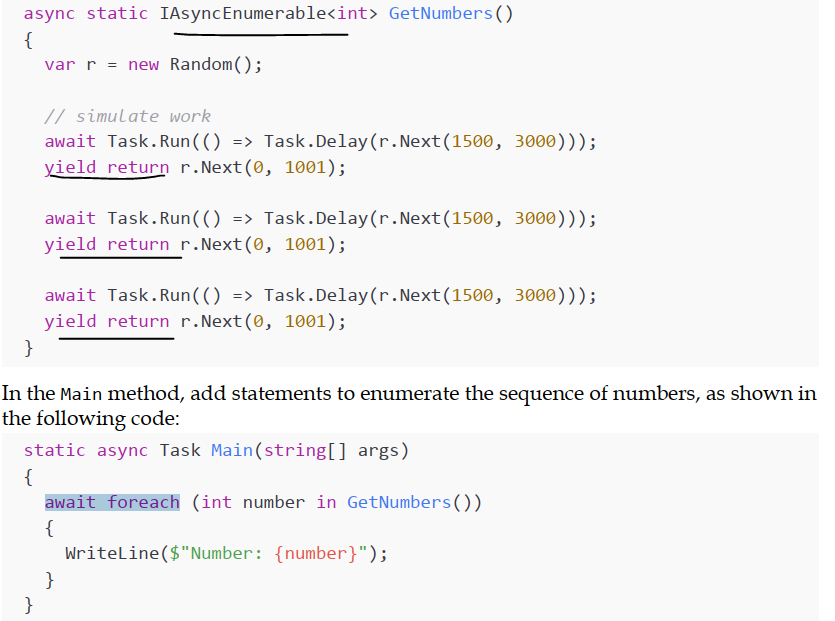 async static IAsyncEnumerable<int> GetNumbers()
{
var r = new Random();
// simulate work
await Task.Run(() => Task.Delay(r.Next(1500, 3000)));
yield return r.Next(0, 1001);
await Task.Run(() => Task.Delay(r.Next(1500, 3000)));
yield return r.Next(0, 1001);
await Task.Run(() => Task.Delay(r.Next(1500, 3000)));
yield return r.Next(0, 1001);
}
In the Main method, add statements to enumerate the sequence of numbers, as shown in
the following code:
static async Task Main(string[] args)
{
await foreach (int number in GetNumbers())
{
WriteLine($"Number: {number}");
}
}